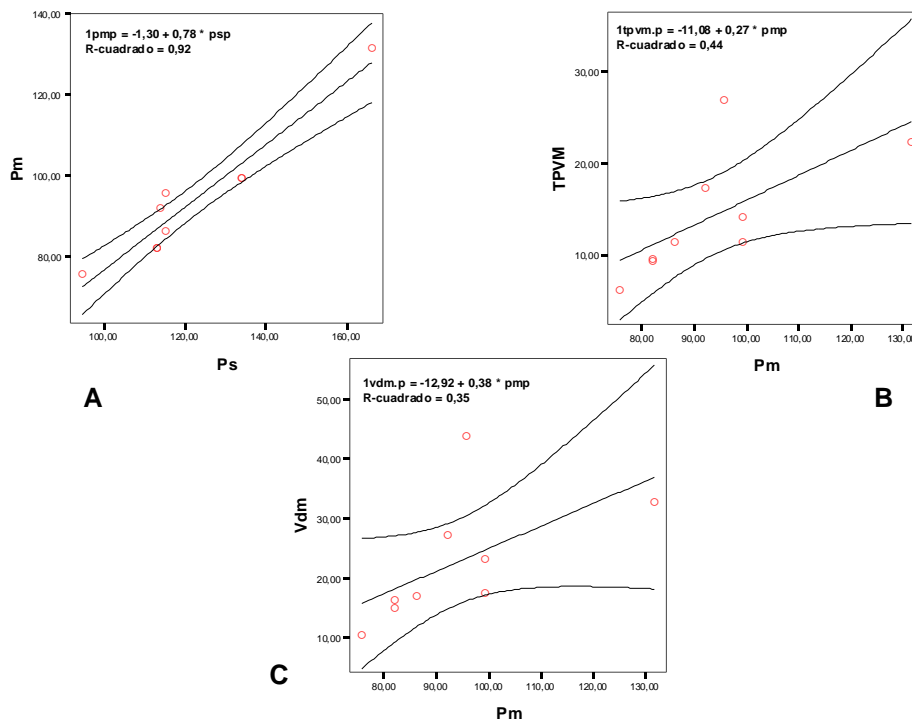 140,00
1pmp = -1,30 + 0,78 * psp
R-cuadrado = 0,92
120,00
Pm
100,00
80,00
100,00 120,00 140,00 160,00
Ps
A
1tpvm.p = -11,08 + 0,27 * pmp
R-cuadrado = 0,44
30,00
TPVM
20,00
10,00
80,00 90,00 100,00 110,00 120,00 130,00
Pm
B
1vdm.p = -12,92 + 0,38 * pmp
R-cuadrado = 0,35
50,00
40,00
Vdm
30,00
20,00
10,00
80,00 90,00 100,00 110,00 120,00 130,00
Pm
C